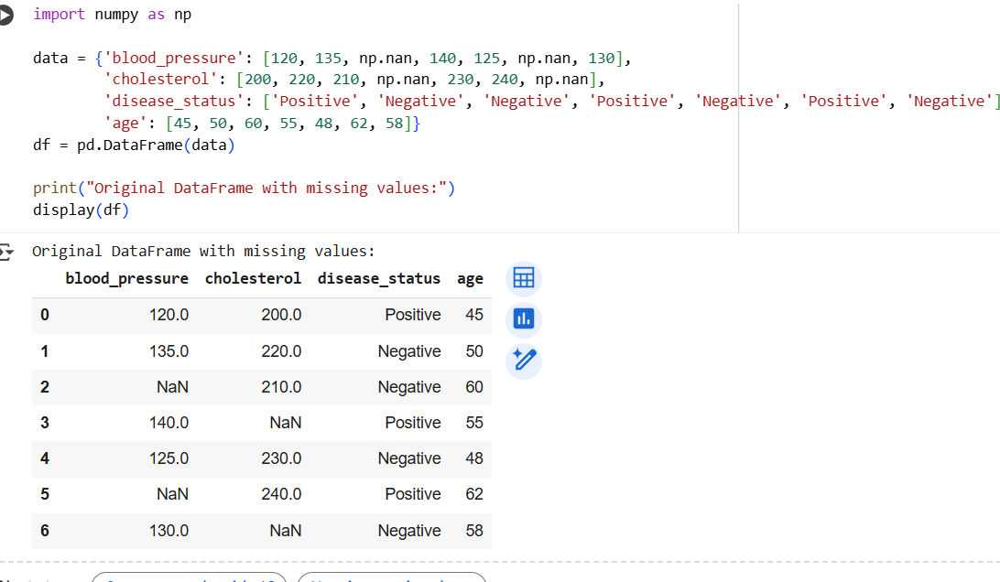 import numpy as np
data = {'blood_pressure': [120, 135, np.nan, 140, 125, np.nan, 130],
'cholesterol': [200, 220, 210, np.nan, 230, 240, np.nan],
'disease_status': ['Positive', 'Negative', 'Negative', 'Positive', 'Negative', 'Positive', 'Negative']
'age': [45, 50, 60, 55, 48, 62, 58]}
df = pd.DataFrame(data)
print("Original DataFrame with missing values:")
display(df)
Original DataFrame with missing values:
blood_pressure cholesterol disease_status age
0 120.0 200.0 Positive 45
1 135.0 220.0 Negative 50
2 NaN 210.0 Negative 60
3 140.0 NaN Positive 55
4 125.0 230.0 Negative 48
5 NaN 240.0 Positive 62
6 130.0 NaN Negative 58